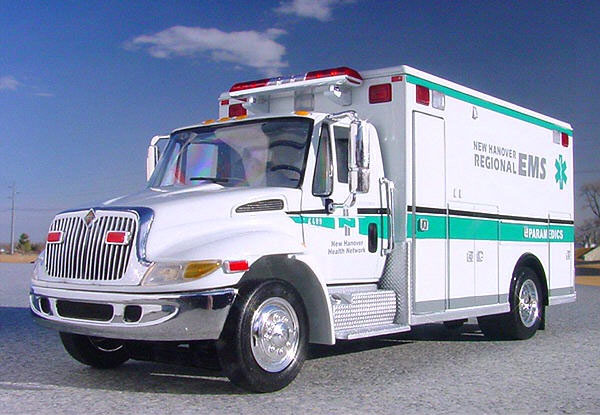 NEW HANOVER
REGIONAL EMS
PARAMEDICS
New Hanover
Health Network